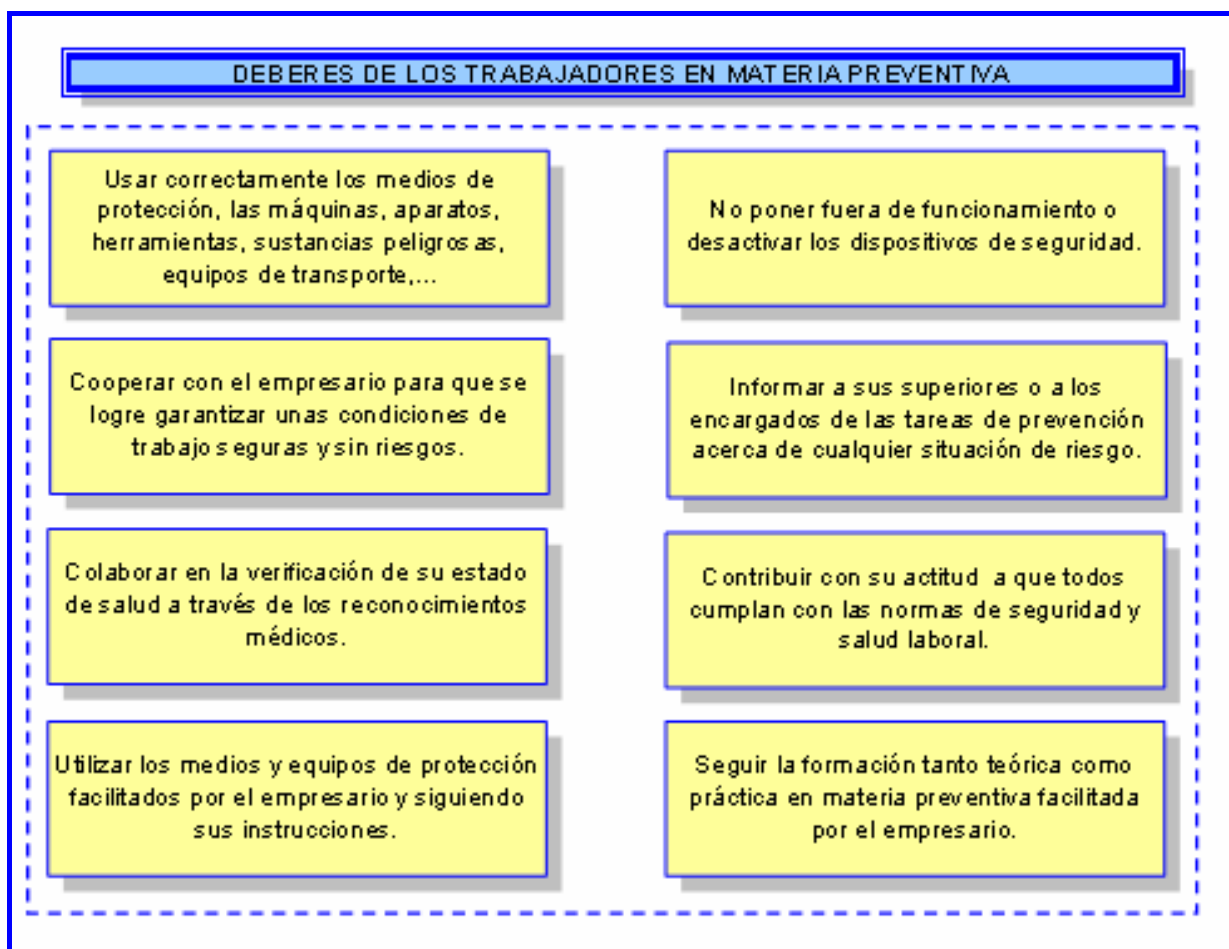 DEBERES DE LOS TRABAJADORES EN MATERIA PREVENTIVA
Usar correctamente los medios de
protección, las máquinas, aparatos,
herramientas, sustancias peligrosas,
equipos de transporte,...
No poner fuera de funcionamiento o
desactivar los dispositivos de seguridad.
Cooperar con el empresario para que se
logre garantizar unas condiciones de
trabajo seguras y sin riesgos.
Informar a sus superiores o a los
encargados de las tareas de prevención
acerca de cualquier situación de riesgo.
Colaborar en la verificación de su estado
de salud a través de los reconocimientos
médicos.
Contribuir con su actitud a que todos
cumplan con las normas de seguridad y
salud laboral.
Utilizar los medios y equipos de protección
facilitados por el empresario y siguiendo
sus instrucciones.
Seguir la formación tanto teórica como
práctica en materia preventiva facilitada
por el empresario.